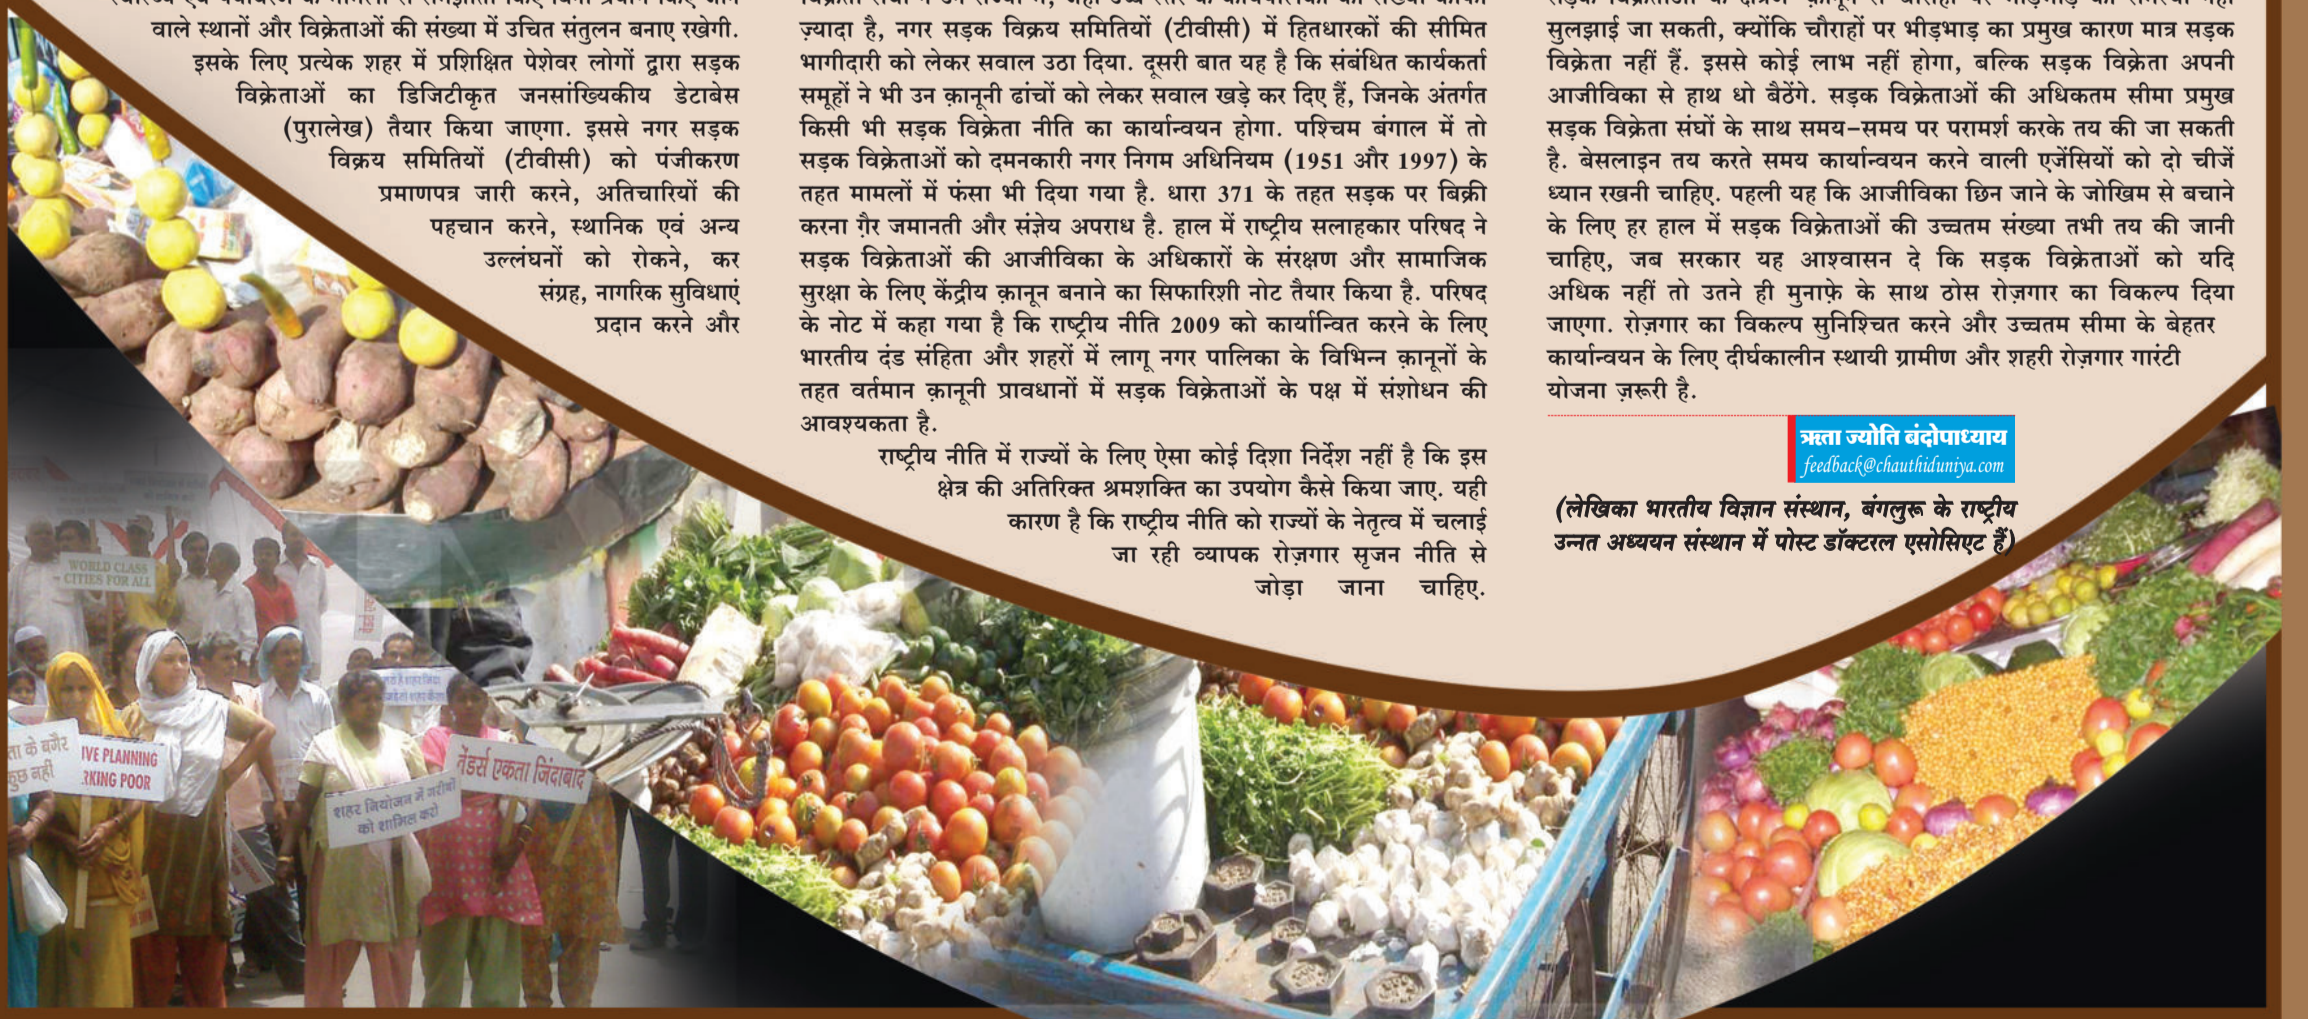 वाले स्थानों और विक्रेताओं की संख्या में उचित संतुलन बनाए रखेगी.
इसके लिए प्रत्येक शहर में प्रशिक्षित पेशेवर लोगों द्वारा सड़क
विक्रेताओं का डिजिटीकृत जनसांख्यिकीय डेटाबेस
(पुरालेख) तैयार किया जाएगा. इससे नगर सड़क
विक्रय समितियों (टीवीसी) को पंजीकरण
प्रमाणपत्र जारी करने, अतिचारियों की
पहचान करने, स्थानिक एवं अन्य
उल्लंघनों को रोकने, कर
संग्रह, नागरिक सुविधाएं
प्रदान करने और
ज़्यादा है, नगर सड़क विक्रय समितियों (टीवीसी) में हितधारकों की सीमित
भागीदारी को लेकर सवाल उठा दिया. दूसरी बात यह है कि संबंधित कार्यकर्ता
समूहों ने भी उन क़ानूनी ढांचों को लेकर सवाल खड़े कर दिए हैं, जिनके अंतर्गत
किसी भी सड़क विक्रेता नीति का कार्यान्वयन होगा. पश्चिम बंगाल में तो
सड़क विक्रेताओं को दमनकारी नगर निगम अधिनियम (1951 और 1997) के
तहत मामलों में फंसा भी दिया गया है. धारा 371 के तहत सड़क पर बिक्री
करना ग़ैर जमानती और संज्ञेय अपराध है. हाल में राष्ट्रीय सलाहकार परिषद ने
सड़क विक्रेताओं की आजीविका के अधिकारों के संरक्षण और सामाजिक
सुरक्षा के लिए केंद्रीय क़ानून बनाने का सिफारिशी नोट तैयार किया है. परिषद
के नोट में कहा गया है कि राष्ट्रीय नीति 2009 को कार्यान्वित करने के लिए
भारतीय दंड संहिता और शहरों में लागू नगर पालिका के विभिन्न क़ानूनों के
तहत वर्तमान क़ानूनी प्रावधानों में सड़क विक्रेताओं के पक्ष में संशोधन की
आवश्यकता है.
राष्ट्रीय नीति में राज्यों के लिए ऐसा कोई दिशा निर्देश नहीं है कि इस
क्षेत्र की अतिरिक्त श्रमशक्ति का उपयोग कैसे किया जाए. यही
कारण है कि राष्ट्रीय नीति को राज्यों के नेतृत्व में चलाई
जा रही व्यापक रोज़गार सृजन नीति से
जोड़ा जाना चाहिए.
सुलझाई जा सकती, क्योंकि चौराहों पर भीड़भाड़ का प्रमुख कारण मात्र सड़क
विक्रेता नहीं हैं. इससे कोई लाभ नहीं होगा, बल्कि सड़क विक्रेता अपनी
आजीविका से हाथ धो बैठेंगे. सड़क विक्रेताओं की अधिकतम सीमा प्रमुख
सड़क विक्रेता संघों के साथ समय-समय पर परामर्श करके तय की जा सकती
है. बेसलाइन तय करते समय कार्यान्वयन करने वाली एजेंसियों को दो चीजें
ध्यान रखनी चाहिए. पहली यह कि आजीविका छिन जाने के जोखिम से बचाने
के लिए हर हाल में सड़क विक्रेताओं की उच्चतम संख्या तभी तय की जानी
चाहिए, जब सरकार यह आश्वासन दे कि सड़क विक्रेताओं को यदि
अधिक नहीं तो उतने ही मुनाफ़े के साथ ठोस रोज़गार का विकल्प दिया
जाएगा. रोज़गार का विकल्प सुनिश्चित करने और उच्चतम सीमा के बेहतर
कार्यान्वयन के लिए दीर्घकालीन स्थायी ग्रामीण और शहरी रोज़गार गारंटी
योजना ज़रूरी है.
ऋता ज्योति बंदोपाध्याय
feedback@chauthiduniya.com
(लेखिका भारतीय विज्ञान संस्थान, बंगलुरू के राष्ट्रीय
उन्नत अध्ययन संस्थान में पोस्ट डॉक्टरल एसोसिएट हैं)
WORLD CLASS
CITIES FOR ALL
ता के बगैर
कुछ नहीं
IVE PLANNING
RKING POOR
शहर नियोजन में गरीबों
को शामिल करो
वेंडर्स एकता जिंदाबाद